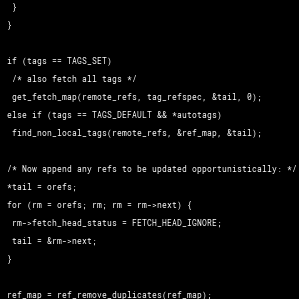 }
}
if (tags == TAGS_SET)
/* also fetch all tags */
get_fetch_map(remote_refs, tag_refspec, &tail, 0);
else if (tags == TAGS_DEFAULT && *autotags)
find_non_local_tags(remote_refs, &ref_map, &tail);
/* Now append any refs to be updated opportunistically: */
*tail = orefs;
for (rm = orefs; rm; rm = rm->next) {
rm->fetch_head_status = FETCH_HEAD_IGNORE;
tail = &rm->next;
}
ref_map = ref_remove_duplicates(ref_map);